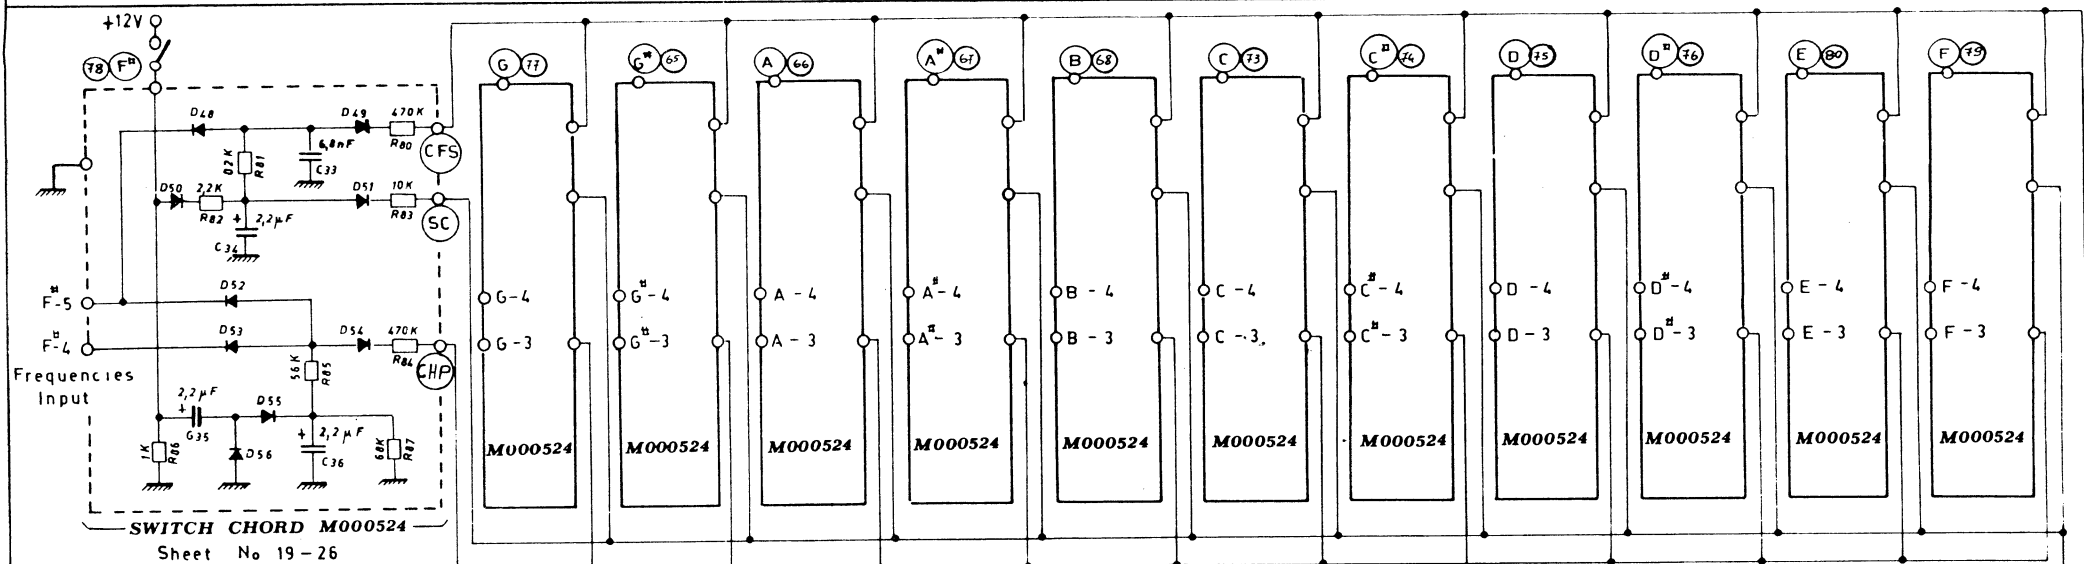 +12V
78 F#
G 77
G# 65
A 66
A# 67
B 68
C 73
C# 74
D 75
D# 76
E 80
F 79
D48
D49
470K
R80
CFS
6,8nF
C33
R81
D50
2,2K
R82
2,2µF
C34
D51
10K
R83
SC
F#-5
D52
F#-4
D53
D54
470K
R84
CHP
56K
R85
Frequencies
Input
2,2µF
D55
1K
R86
D56
2,2µF
C36
68K
R87
G-4
G-3
G#-4
G#-3
A-4
A-3
A#-4
A#-3
B-4
B-3
C-4
C-3
C#-4
C#-3
D-4
D-3
D#-4
D#-3
E-4
E-3
F-4
F-3
M000524
M000524
M000524
M000524
M000524
M000524
M000524
M000524
M000524
M000524
M000524
SWITCH CHORD M000524
Sheet No 19-26